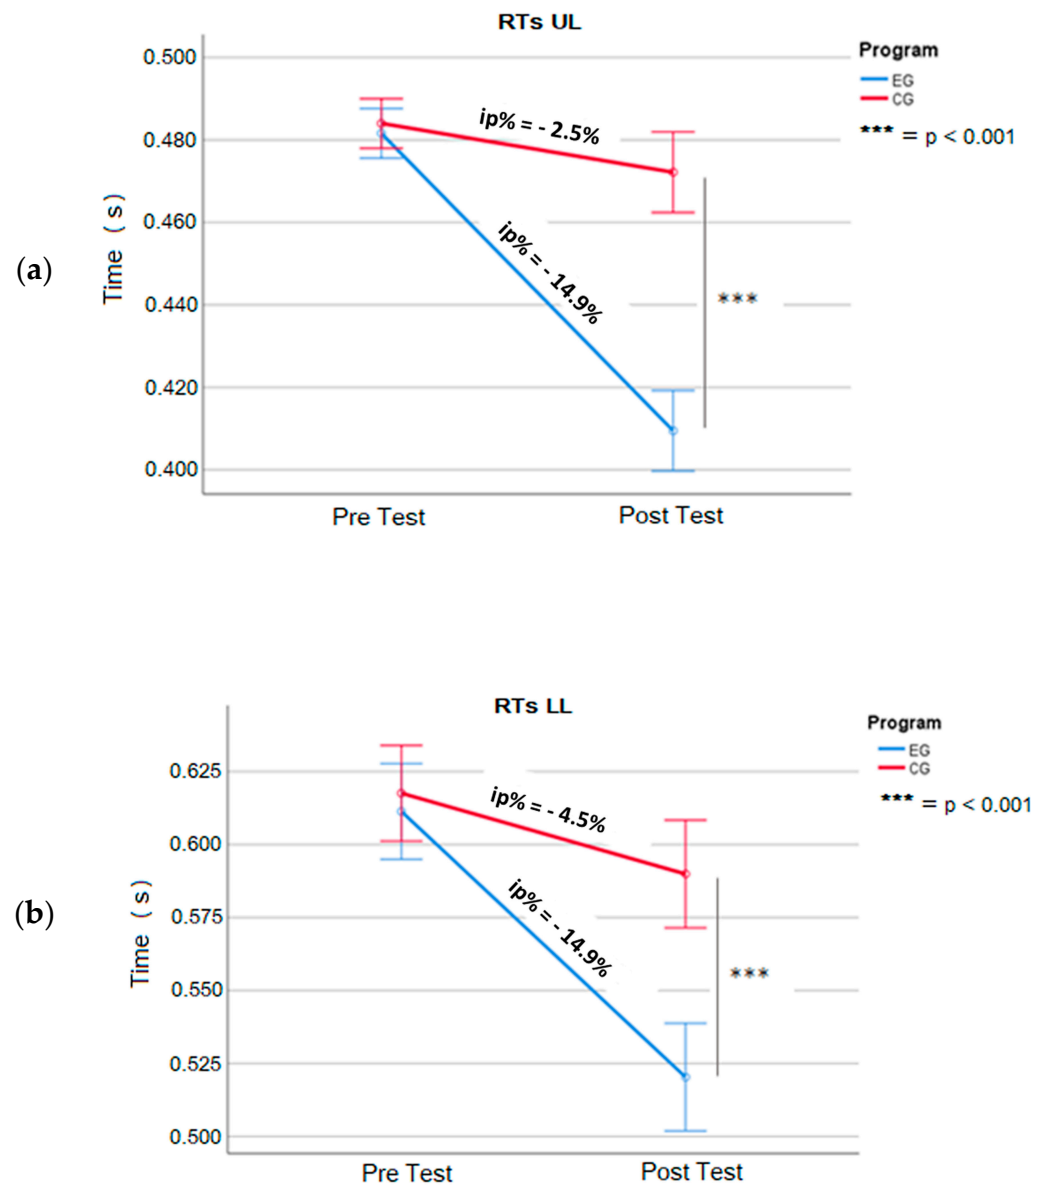 RTs UL
Program
EG
CG
*** = p < 0.001
0.500
0.480
0.460
0.440
0.420
0.400
Time (s)
(a)
ip% = - 2.5%
ip% = - 14.9%
***
Pre Test
Post Test
RTs LL
Program
EG
CG
*** = p < 0.001
0.625
0.600
0.575
0.550
0.525
0.500
Time (s)
(b)
ip% = - 4.5%
ip% = - 14.9%
***
Pre Test
Post Test